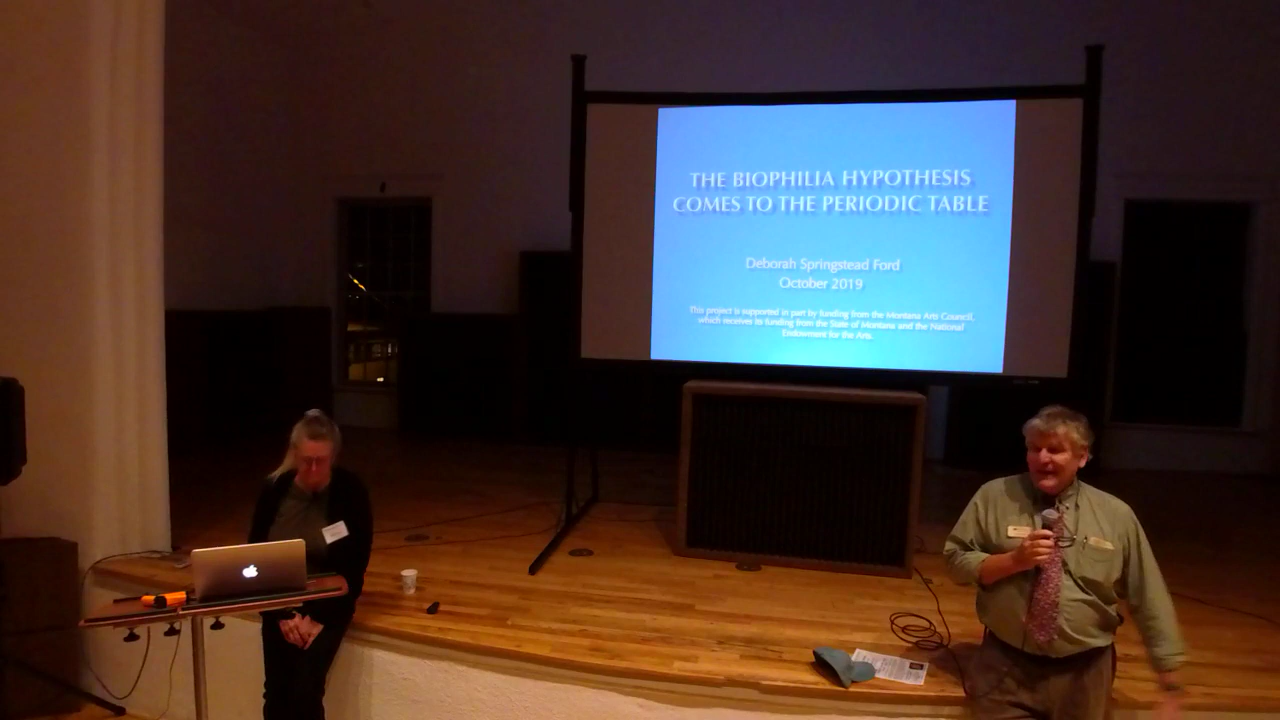 THE BIOPHILIA HYPOTHESIS
COMES TO THE PERIODIC TABLE
Deborah Springstead Ford
October 2019
This project is supported in part by funding from the Montana Arts Council,
which receives its funding from the State of Montana and the National
Endowment for the Arts.